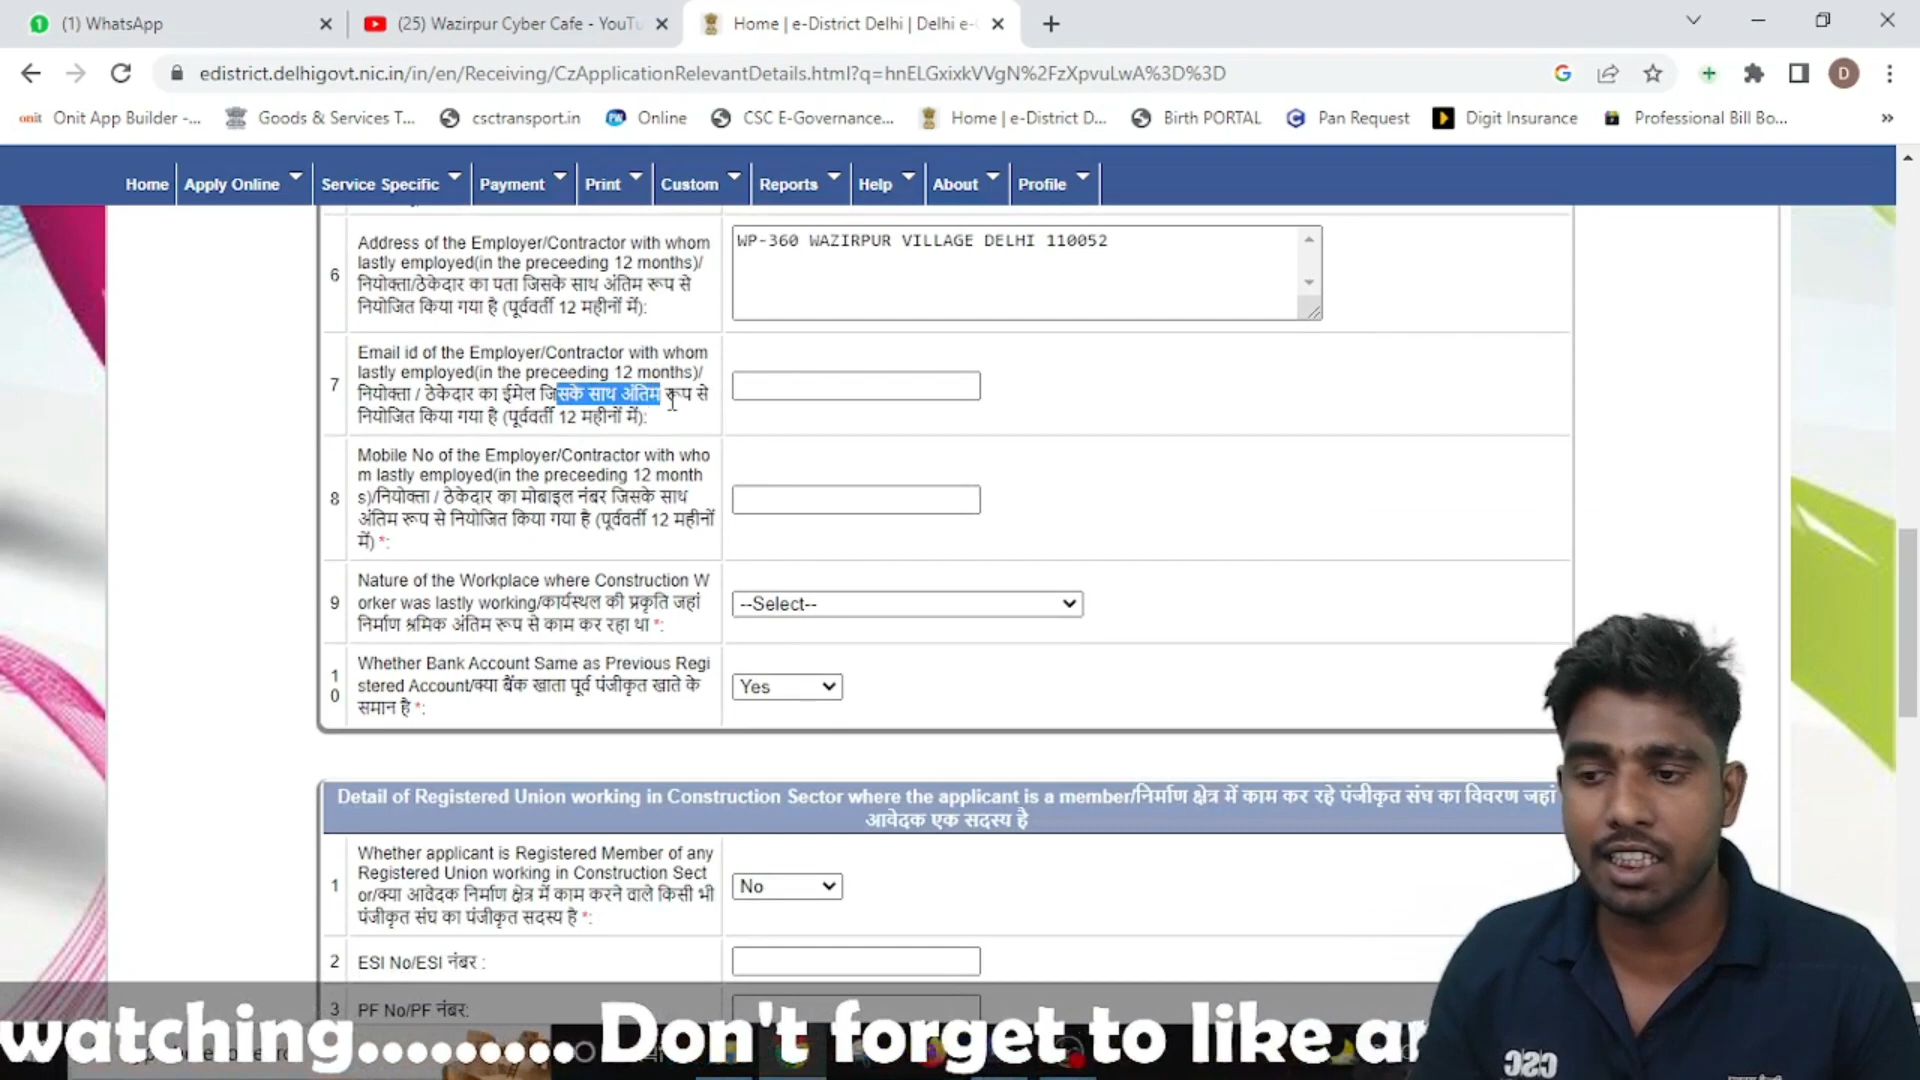 (1) WhatsApp
(25) Wazirpur Cyber Cafe - YouTu
Home | e-District Delhi | Delhi e-
edistrict.delhigovt.nic.in/in/en/Receiving/CzApplicationRelevantDetails.html?q=hnELGxixkVVgN%2FzXpvuLwA%3D%3D
D
onit Onit App Builder -...
Goods & Services T...
csctransport.in
Online
CSC E-Governance...
Home | e-District D...
Birth PORTAL
Pan Request
Digit Insurance
Professional Bill Bo...
»
Home
Apply Online
Service Specific
Payment
Print
Custom
Reports
Help
About
Profile
6
Address of the Employer/Contractor with whom
lastly employed(in the preceeding 12 months)/
नियोक्ता/ठेकेदार का पता जिसके साथ अंतिम रूप से
नियोजित किया गया है (पूर्ववर्ती 12 महीनों में):
WP-360 WAZIRPUR VILLAGE DELHI 110052
7
Email id of the Employer/Contractor with whom
lastly employed(in the preceeding 12 months)/
नियोक्ता / ठेकेदार का ईमेल जिसके साथ अंतिम रूप से
नियोजित किया गया है (पूर्ववर्ती 12 महीनों में):
8
Mobile No of the Employer/Contractor with who
m lastly employed(in the preceeding 12 month
s)/नियोक्ता / ठेकेदार का मोबाइल नंबर जिसके साथ
अंतिम रूप से नियोजित किया गया है (पूर्ववर्ती 12 महीनों
में) *:
9
Nature of the Workplace where Construction W
orker was lastly working/कार्यस्थल की प्रकृति जहां
निर्माण श्रमिक अंतिम रूप से काम कर रहा था *:
--Select--
1
0
Whether Bank Account Same as Previous Regi
stered Account/क्या बैंक खाता पूर्व पंजीकृत खाते के
समान है *:
Yes
Detail of Registered Union working in Construction Sector where the applicant is a member/निर्माण क्षेत्र में काम कर रहे पंजीकृत संघ का विवरण जहां
आवेदक एक सदस्य है
1
Whether applicant is Registered Member of any
Registered Union working in Construction Sect
or/क्या आवेदक निर्माण क्षेत्र में काम करने वाले किसी भी
पंजीकृत संघ का पंजीकृत सदस्य है *:
No
2
ESI No/ESI नंबर :
3
PF No/PF नंबर:
watching......... Don't forget to like ar
CSC